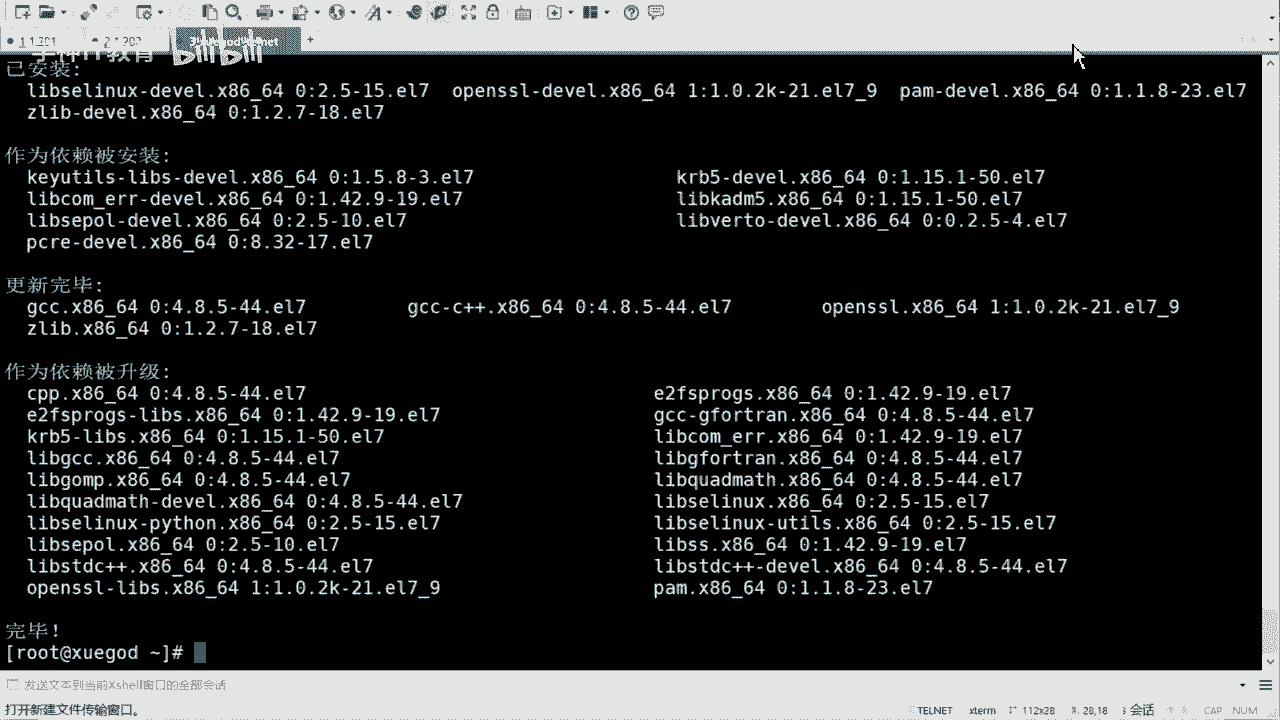 已安装:
libselinux-devel.x86_64 0:2.5-15.el7 openssl-devel.x86_64 1:1.0.2k-21.el7_9 pam-devel.x86_64 0:1.1.8-23.el7
zlib-devel.x86_64 0:1.2.7-18.el7
作为依赖被安装:
keyutils-libs-devel.x86_64 0:1.5.8-3.el7 krb5-devel.x86_64 0:1.15.1-50.el7
libcom_err-devel.x86_64 0:1.42.9-19.el7 libkadm5.x86_64 0:1.15.1-50.el7
libsepol-devel.x86_64 0:2.5-10.el7 libverto-devel.x86_64 0:0.2.5-4.el7
pcre-devel.x86_64 0:8.32-17.el7
更新完毕:
gcc.x86_64 0:4.8.5-44.el7 gcc-c++.x86_64 0:4.8.5-44.el7 openssl.x86_64 1:1.0.2k-21.el7_9
zlib.x86_64 0:1.2.7-18.el7
作为依赖被升级:
cpp.x86_64 0:4.8.5-44.el7 e2fsprogs.x86_64 0:1.42.9-19.el7
e2fsprogs-libs.x86_64 0:1.42.9-19.el7 gcc-gfortran.x86_64 0:4.8.5-44.el7
krb5-libs.x86_64 0:1.15.1-50.el7 libcom_err.x86_64 0:1.42.9-19.el7
libgcc.x86_64 0:4.8.5-44.el7 libgfortran.x86_64 0:4.8.5-44.el7
libgomp.x86_64 0:4.8.5-44.el7 libquadmath.x86_64 0:4.8.5-44.el7
libquadmath-devel.x86_64 0:4.8.5-44.el7 libselinux.x86_64 0:2.5-15.el7
libselinux-python.x86_64 0:2.5-15.el7 libselinux-utils.x86_64 0:2.5-15.el7
libsepol.x86_64 0:2.5-10.el7 libss.x86_64 0:1.42.9-19.el7
libstdc++.x86_64 0:4.8.5-44.el7 libstdc++-devel.x86_64 0:4.8.5-44.el7
openssl-libs.x86_64 1:1.0.2k-21.el7_9 pam.x86_64 0:1.1.8-23.el7
完毕!
[root@xuegod ~]#
发送文本到当前Xshell窗口的全部会话
打开新建文件传输窗口。 TELNET xterm 112x28 28,18 3 会话 CAP NUM